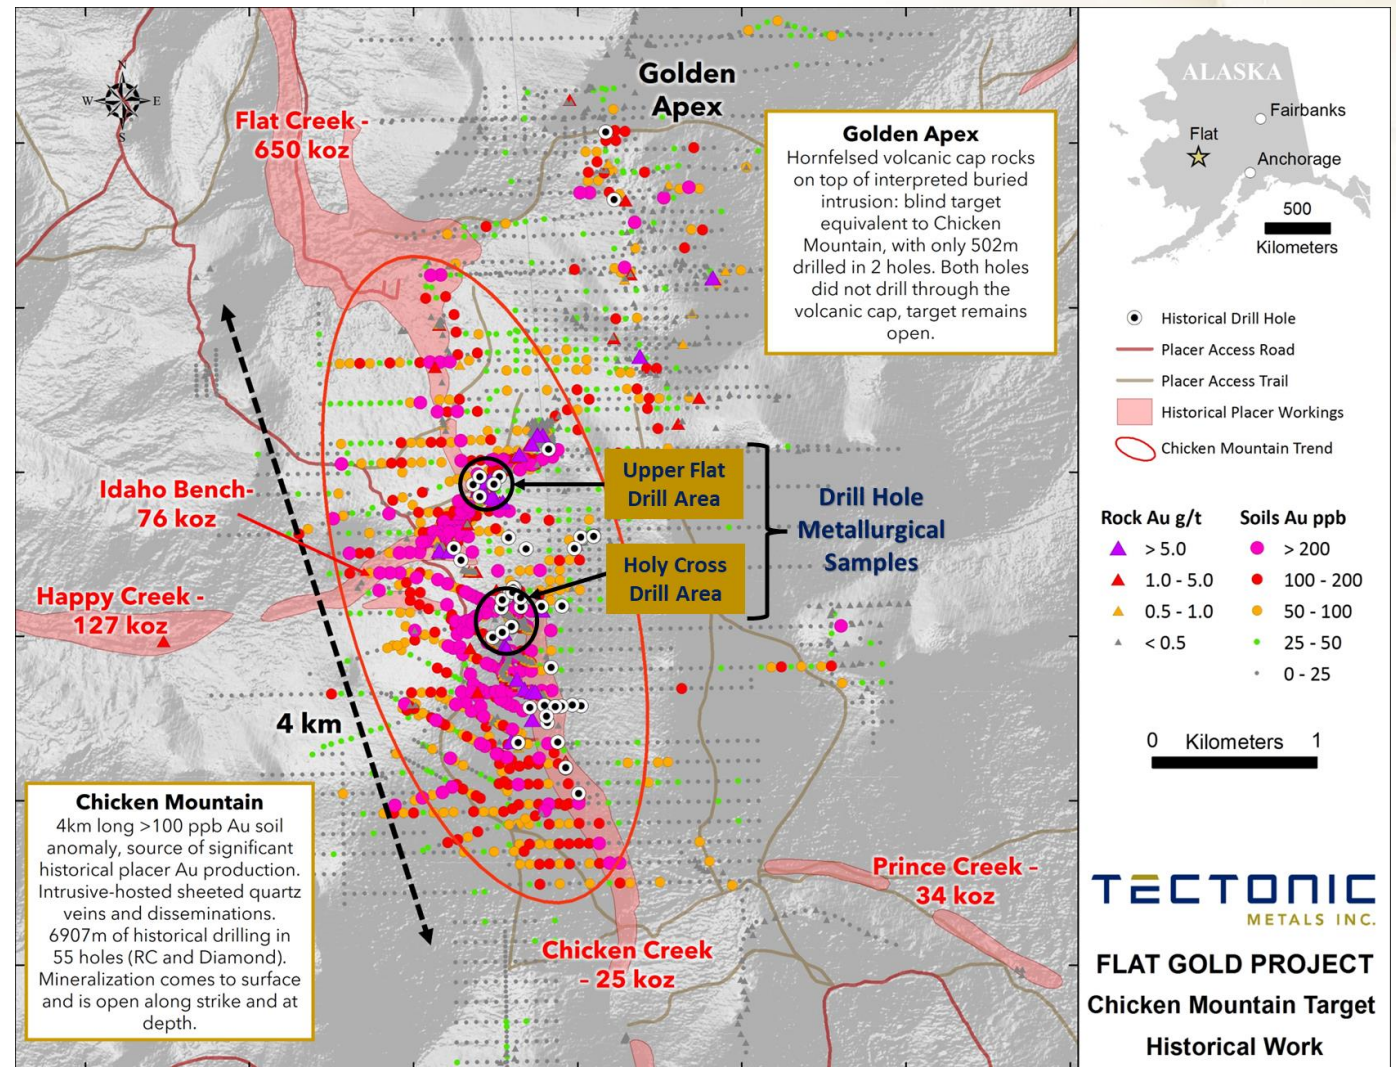 N
W
E
S
Golden
Apex
Flat Creek -
650 koz
Golden Apex
Hornfelsed volcanic cap rocks
on top of interpreted buried
intrusion: blind target
equivalent to Chicken
Mountain, with only 502m
drilled in 2 holes. Both holes
did not drill through the
volcanic cap, target remains
open.
Idaho Bench-
76 koz
Upper Flat
Drill Area
Drill Hole
Metallurgical
Samples
Holy Cross
Drill Area
Happy Creek -
127 koz
4 km
Chicken Mountain
4km long >100 ppb Au soil
anomaly, source of significant
historical placer Au production.
Intrusive-hosted sheeted quartz
veins and disseminations.
6907m of historical drilling in
55 holes (RC and Diamond).
Mineralization comes to surface
and is open along strike and at
depth.
Prince Creek -
34 koz
Chicken Creek
- 25 koz
ALASKA
Fairbanks
Flat
Anchorage
500
Kilometers
Historical Drill Hole
Placer Access Road
Placer Access Trail
Historical Placer Workings
Chicken Mountain Trend
Rock Au g/t
> 5.0
1.0 - 5.0
0.5 - 1.0
< 0.5
Soils Au ppb
> 200
100 - 200
50 - 100
25 - 50
0 - 25
0 Kilometers 1
TECTONIC
METALS INC.
FLAT GOLD PROJECT
Chicken Mountain Target
Historical Work